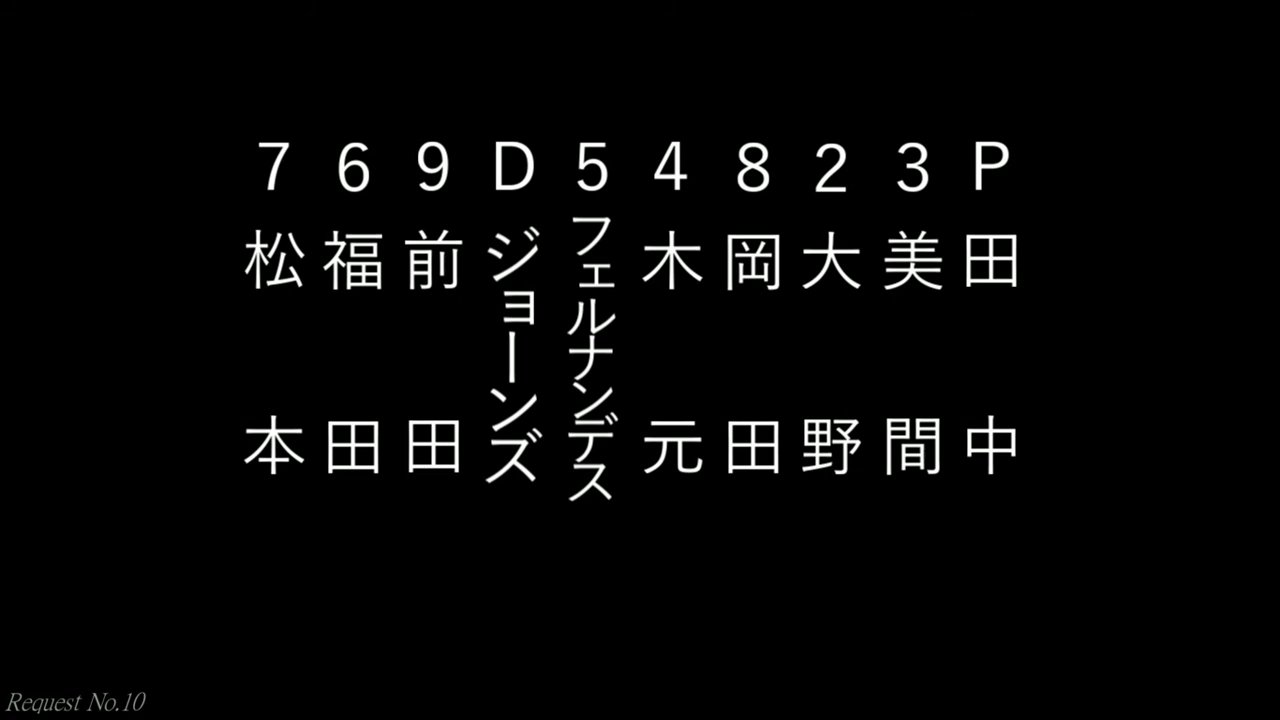 7 6 9 D 5 4 8 2 3 P
松本
福田
前田
ジョーンズ
フェルナンデス
木元
岡田
大野
美間
田中
Request No.10